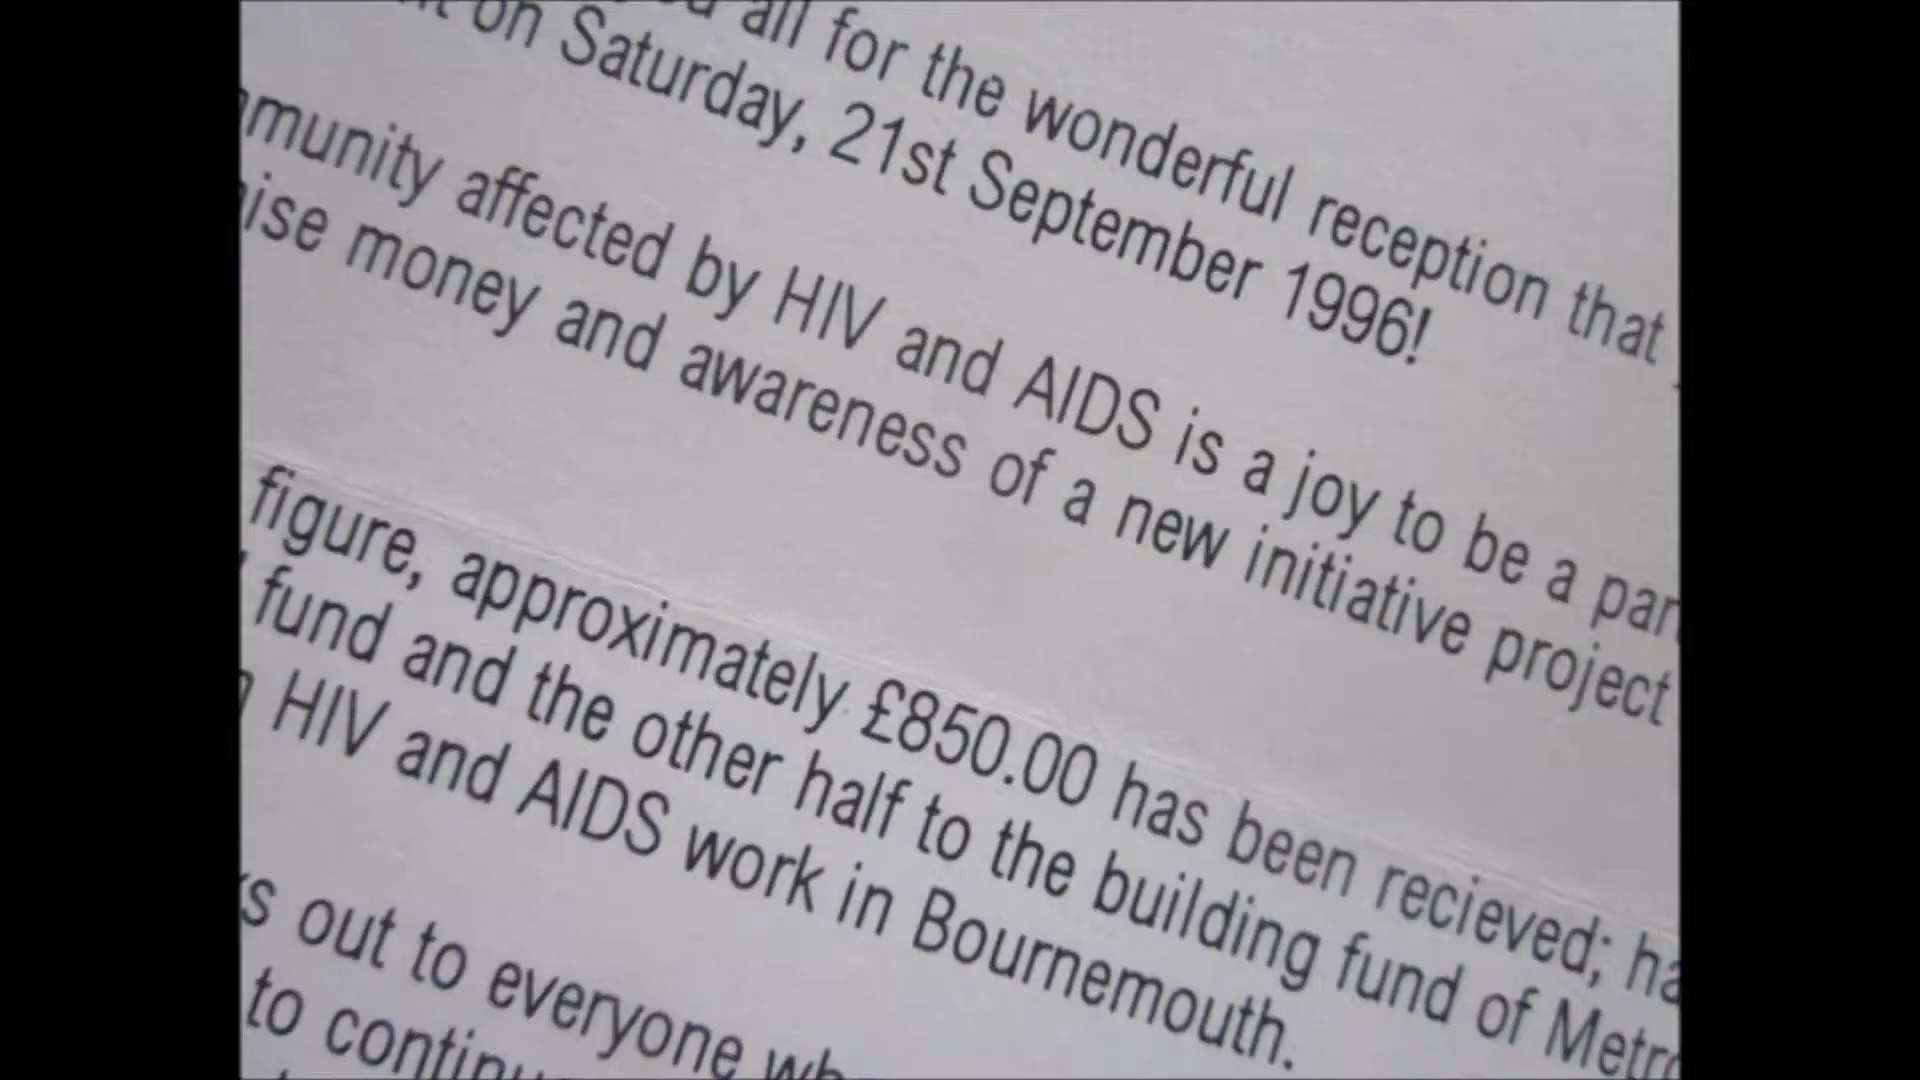 all for the wonderful reception that
on Saturday, 21st September 1996!
munity affected by HIV and AIDS is a joy to be a par
ise money and awareness of a new initiative project
figure, approximately £850.00 has been recieved; ha
fund and the other half to the building fund of Metro
HIV and AIDS work in Bournemouth.
s out to everyone wh
to continu